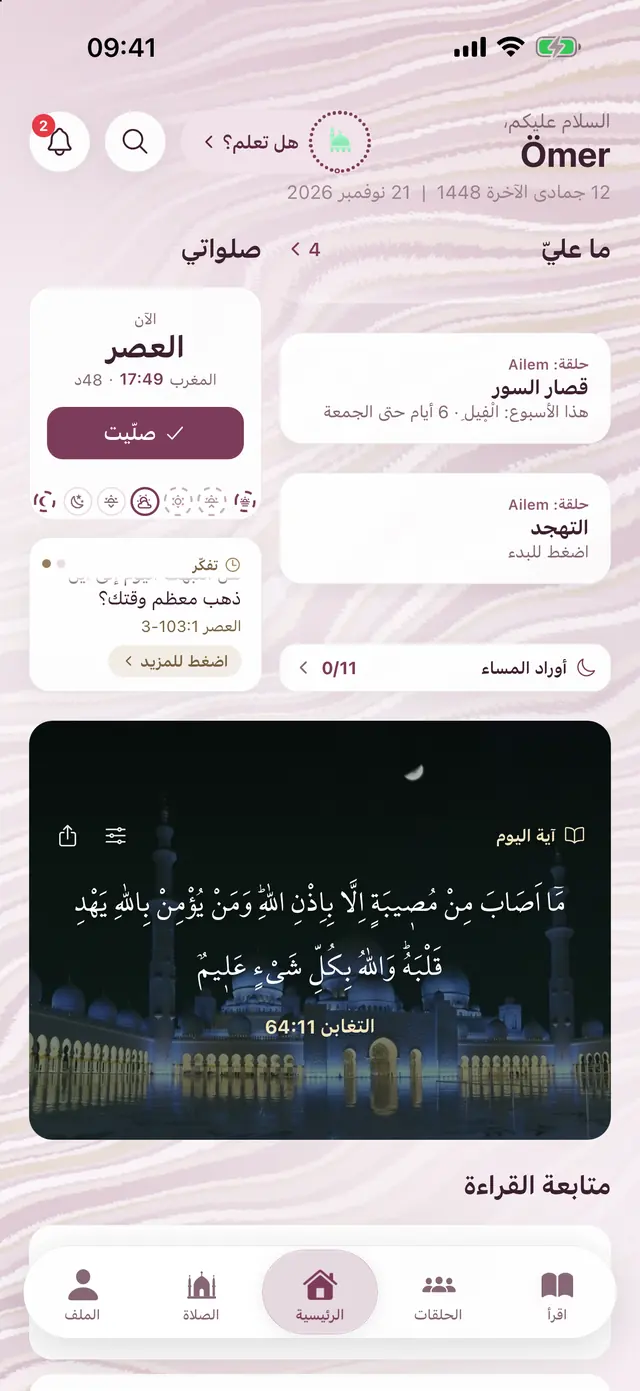 09:41
السلام عليكم،
Ömer
12 جمادى الآخرة 1448 | 21 نوفمبر 2026
هل تعلم؟
2
ما عليّ
4
حلقة: Ailem
قصار السور
هذا الأسبوع: الْفِيلِ · 6 أيام حتى الجمعة
حلقة: Ailem
التهجد
اضغط للبدء
أوراد المساء
0/11
صلواتي
الآن
العصر
المغرب 17:49 · 48د
صلّيت
تفكّر
ذهب معظم وقتك؟
العصر 103:1-3
اضغط للمزيد
آية اليوم
مَٓا اَصَابَ مِنْ مُصٖيبَةٍ اِلَّا بِاِذْنِ اللّٰهِؕ وَمَنْ يُؤْمِنْ بِاللّٰهِ يَهْدِ
قَلْبَهُؕ وَاللّٰهُ بِكُلِّ شَیْءٍ عَلٖيمٌ
التغابن 64:11
متابعة القراءة
اقرأ
الحلقات
الرئيسية
الصلاة
الملف